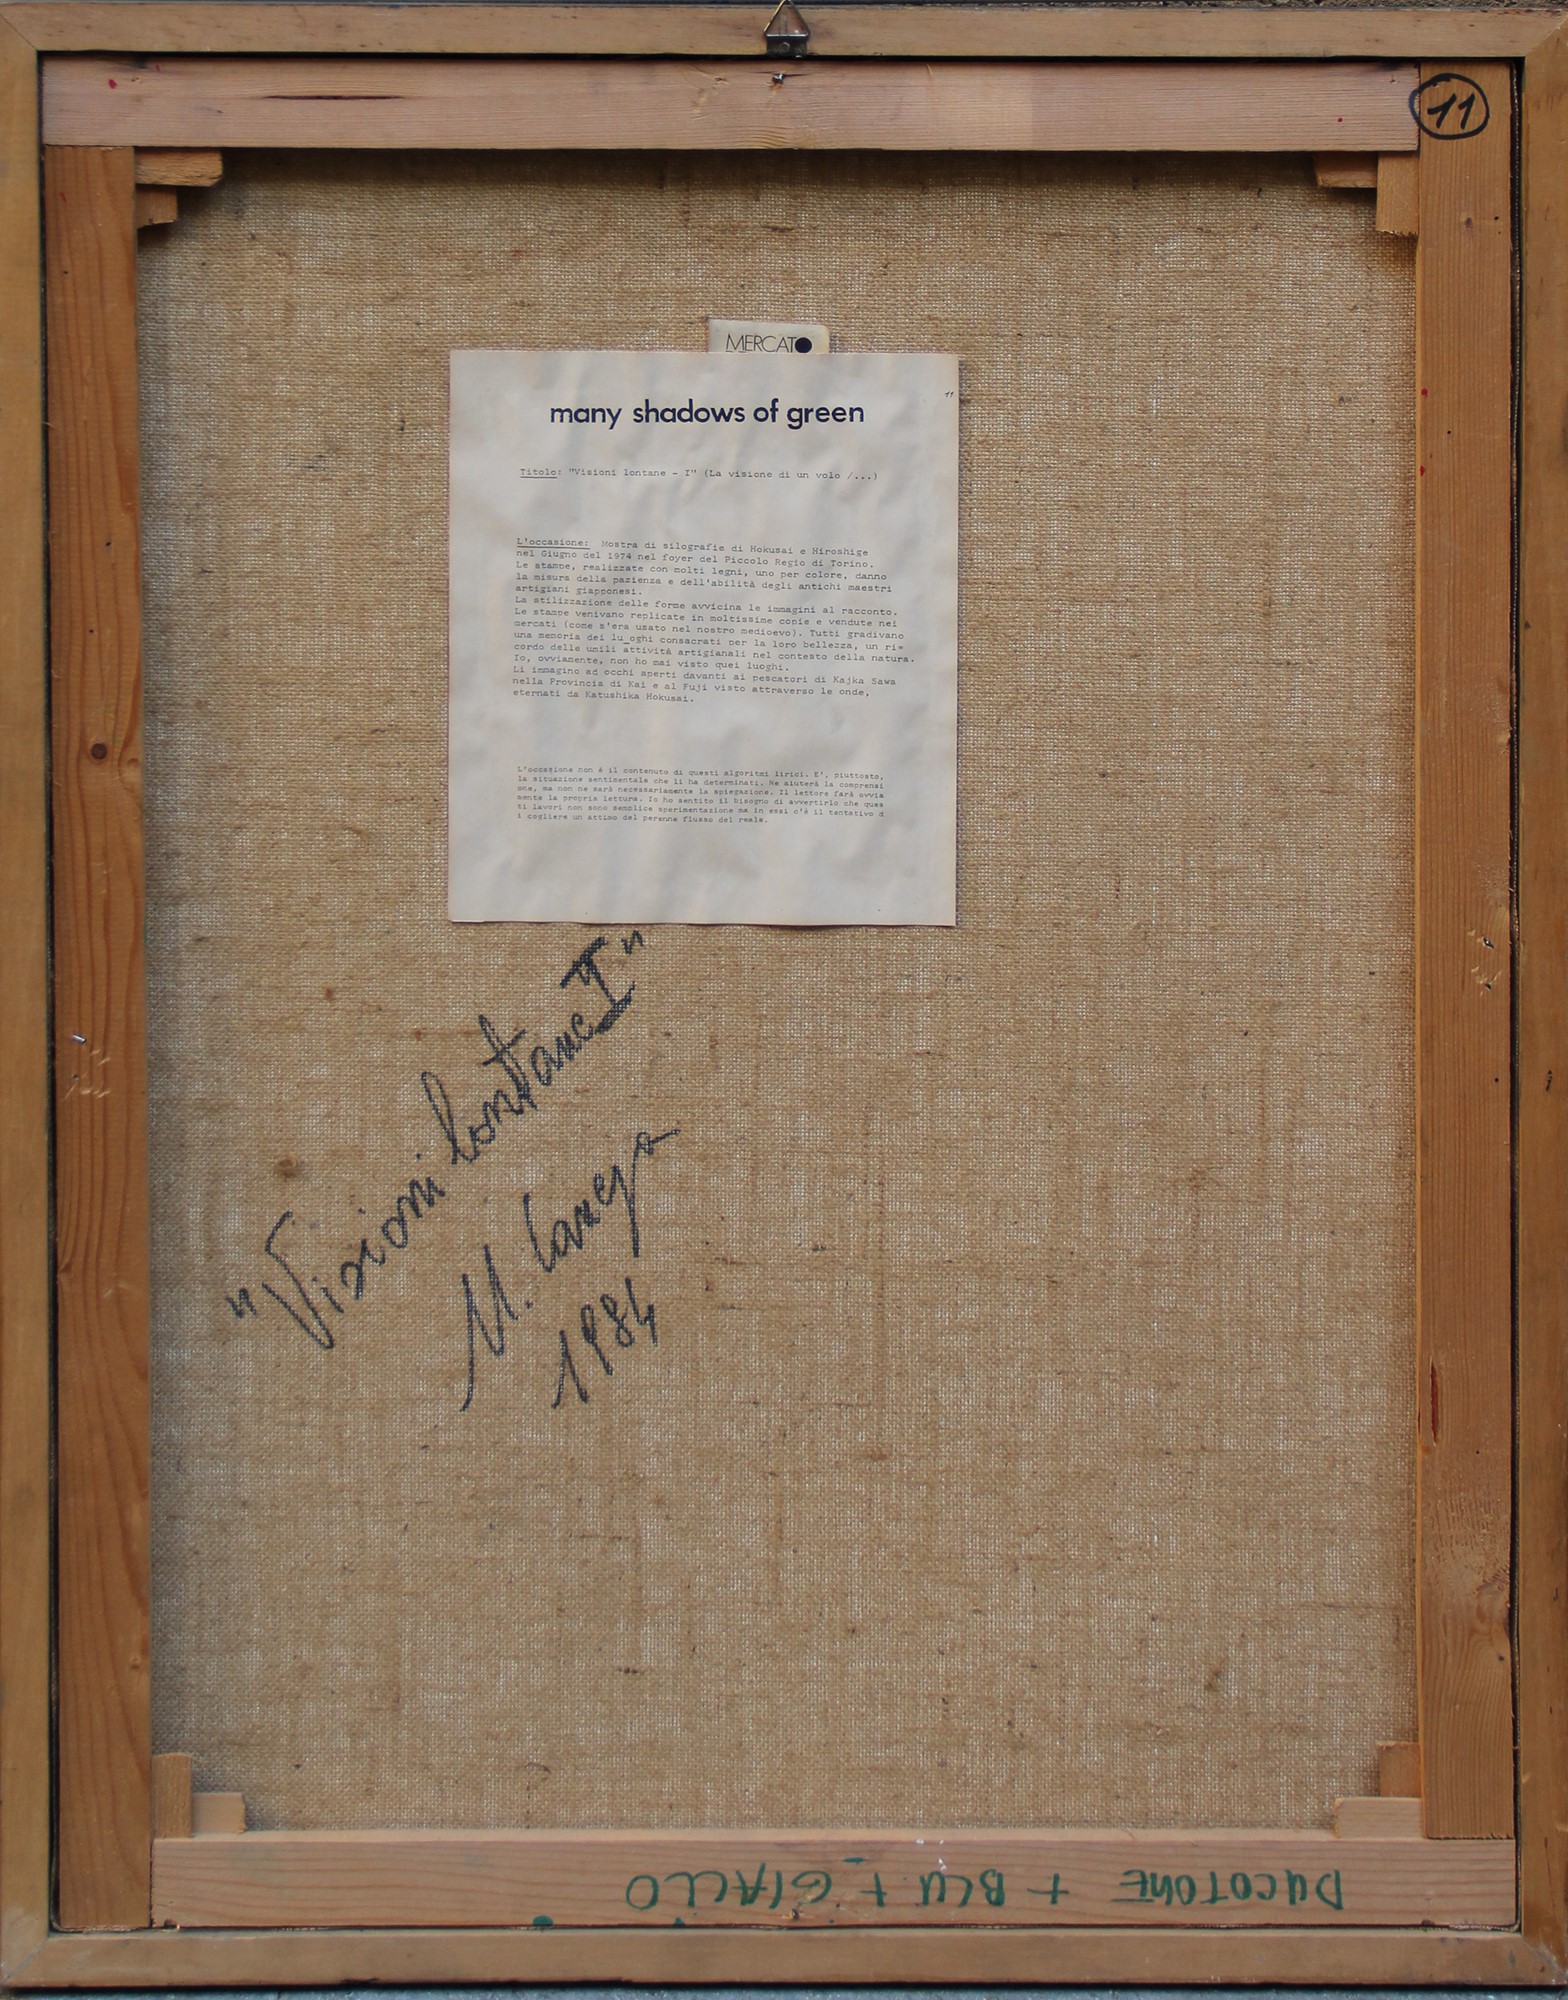 11
MERCATO
11
many shadows of green
Titolo: "Visioni lontane - I" (La visione di un volo /...)
L'occasione: Mostra di silografie di Hokusai e Hiroshige
nel Giugno del 1974 nel foyer del Piccolo Regio di Torino.
Le stampe, realizzate con molti legni, uno per colore, danno
la misura della pazienza e dell'abilità degli antichi maestri
artigiani giapponesi.
La stilizzazione delle forme avvicina le immagini al racconto.
Le stampe venivano replicate in moltissime copie e vendute nei
mercati (come s'era usato nel nostro medioevo). Tutti gradivano
una memoria dei lu_oghi consacrati per la loro bellezza, un ri=
cordo delle umili attività artigianali nel contesto della natura.
Io, ovviamente, non ho mai visto quei luoghi.
Li immagino ad occhi aperti davanti ai pescatori di Kajka Sawa
nella Provincia di Kai e al Fuji visto attraverso le onde,
eternati da Katushika Hokusai.
L'occasione non è il contenuto di questi algoritmi lirici. E', piuttosto,
la situazione sentimentale che li ha determinati. Ne aiuterà la comprensi
one, ma non ne sarà necessariamente la spiegazione. Il lettore farà ovvia
mente la propria lettura. Io ho sentito il bisogno di avvertirlo che ques
ti lavori non sono semplice sperimentazione ma in essi c'è il tentativo d
i cogliere un attimo del perenne flusso del reale.
"Visioni lontane I"
M.
1984
DUCOTONE + BLU + GIALLO